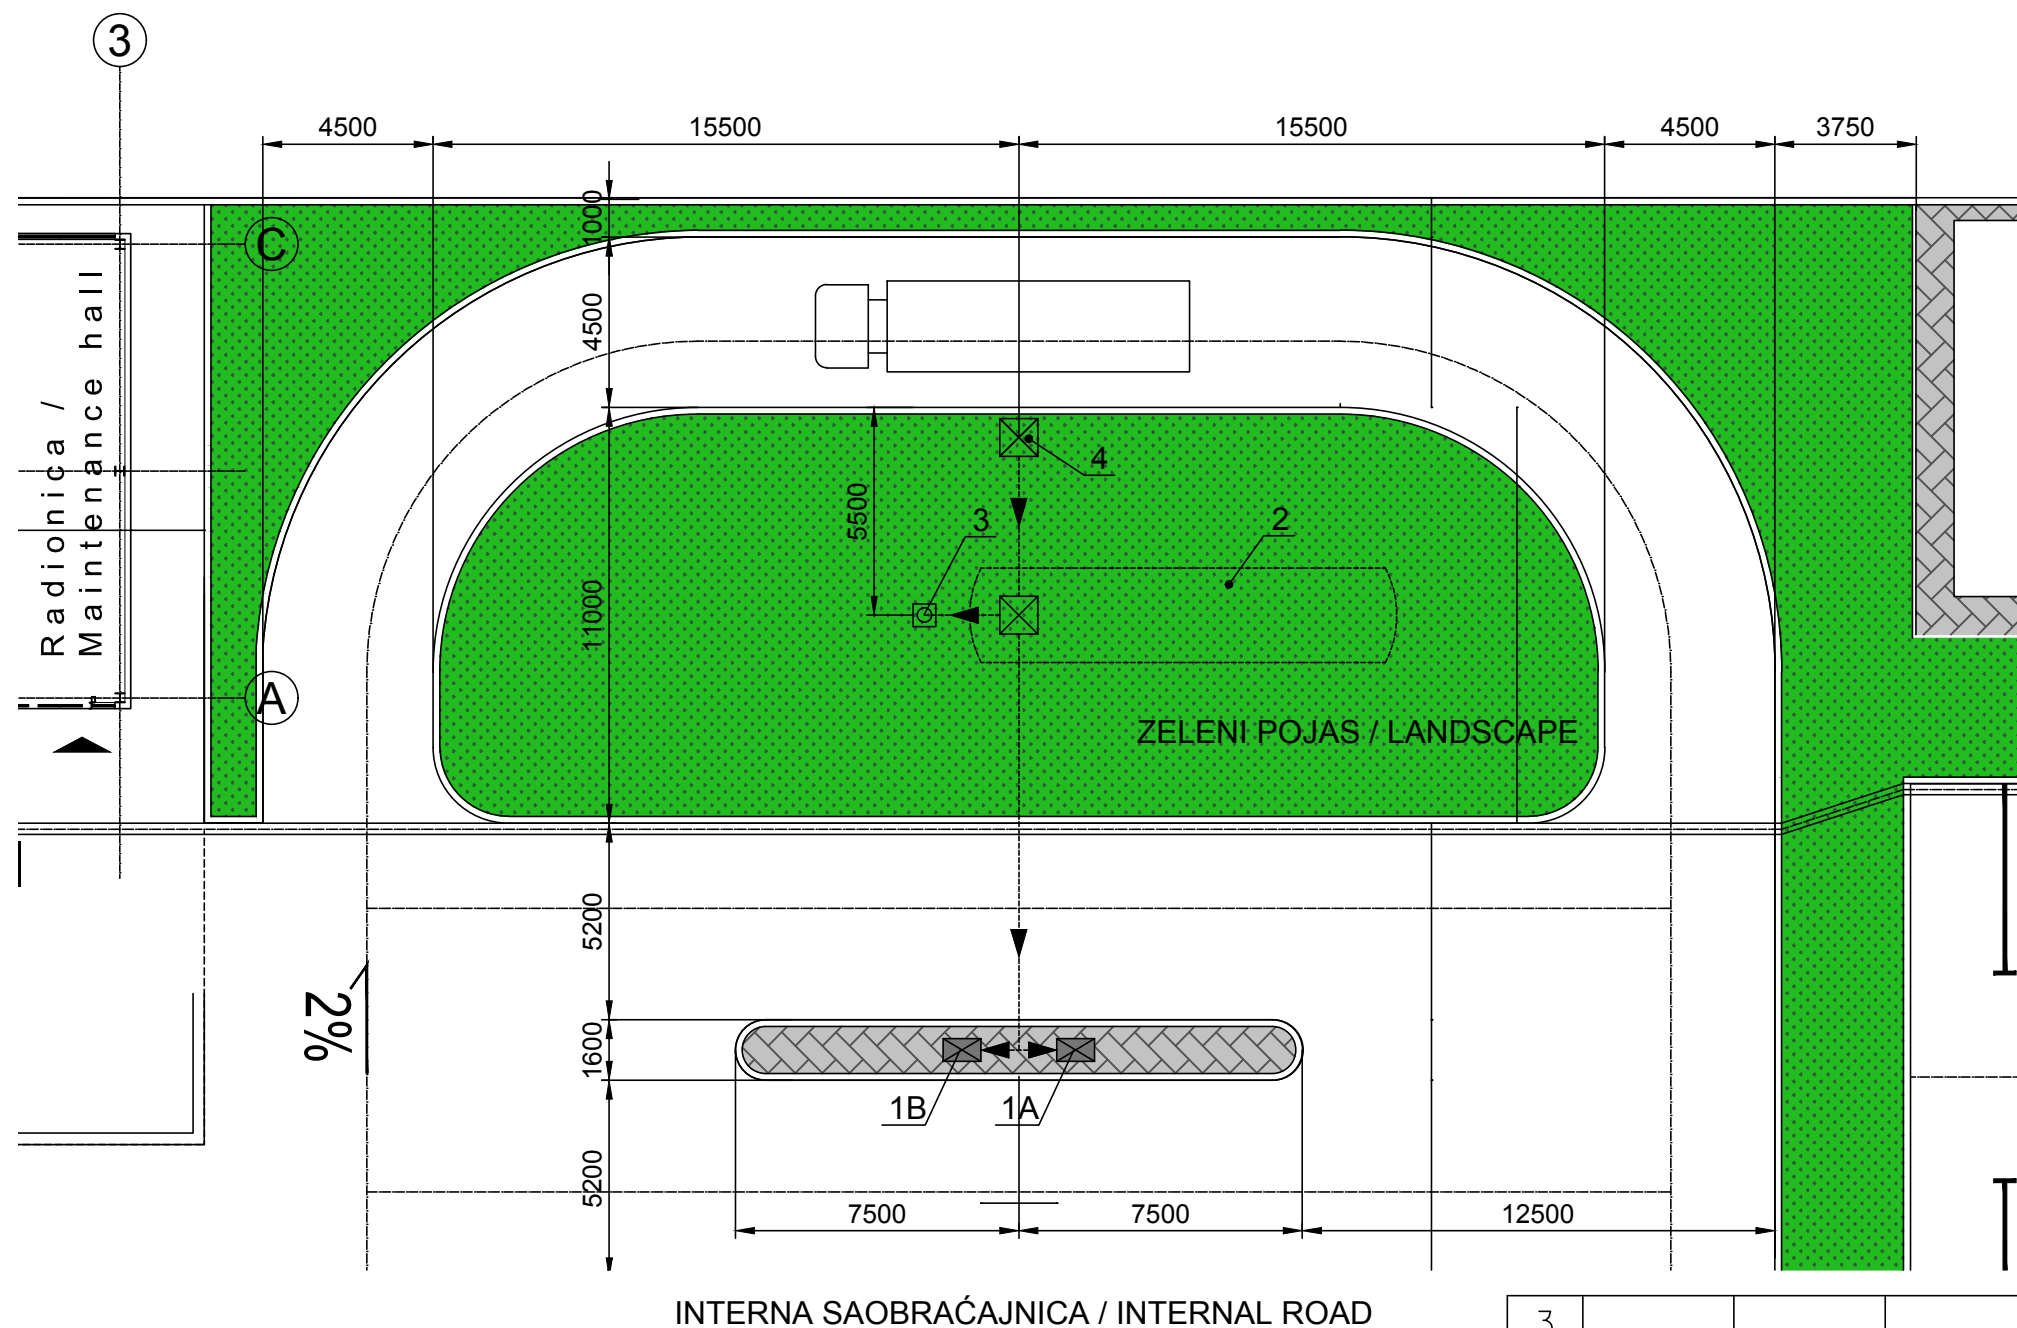 3
4500 15500 15500 4500 3750
1000
C
4500
Radionica /
Maintenance hall
4
5500
3
2
11000
A
ZELENI POJAS / LANDSCAPE
5200
2%
1600
1B
1A
5200
7500 7500 12500
INTERNA SAOBRAĆAJNICA / INTERNAL ROAD
3